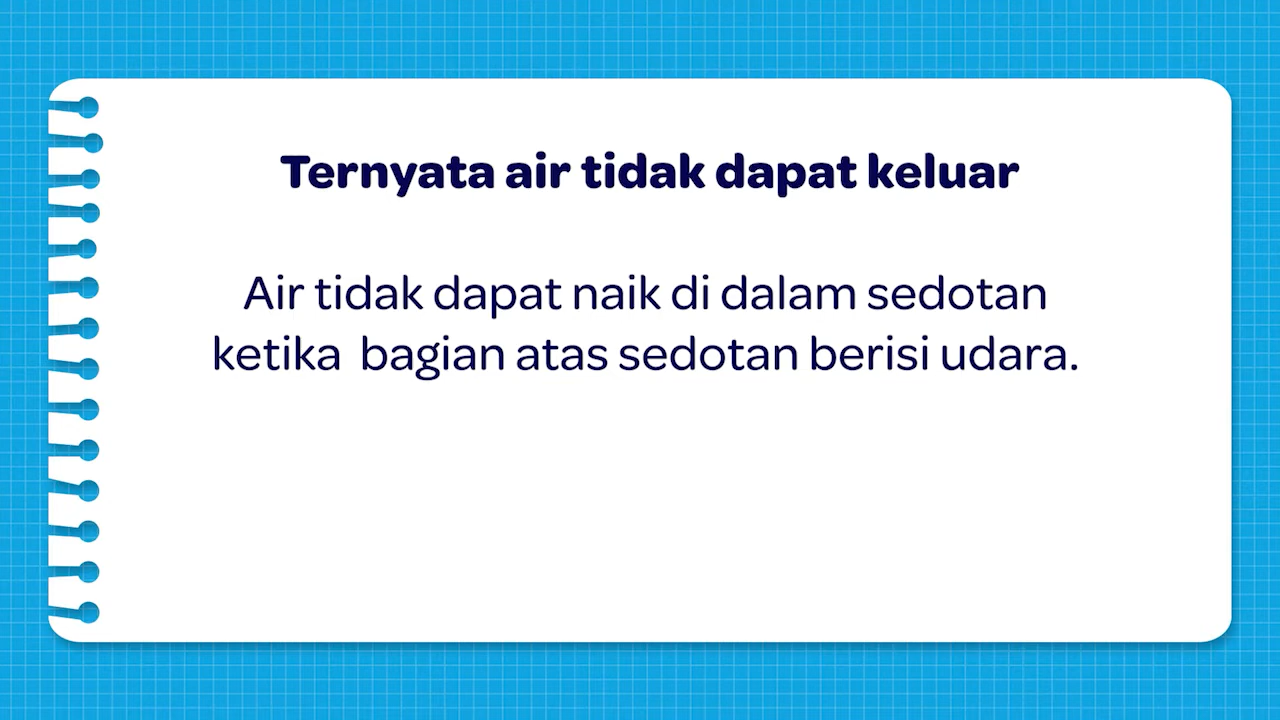 Ternyata air tidak dapat keluar
Air tidak dapat naik di dalam sedotan
ketika  bagian atas sedotan berisi udara.